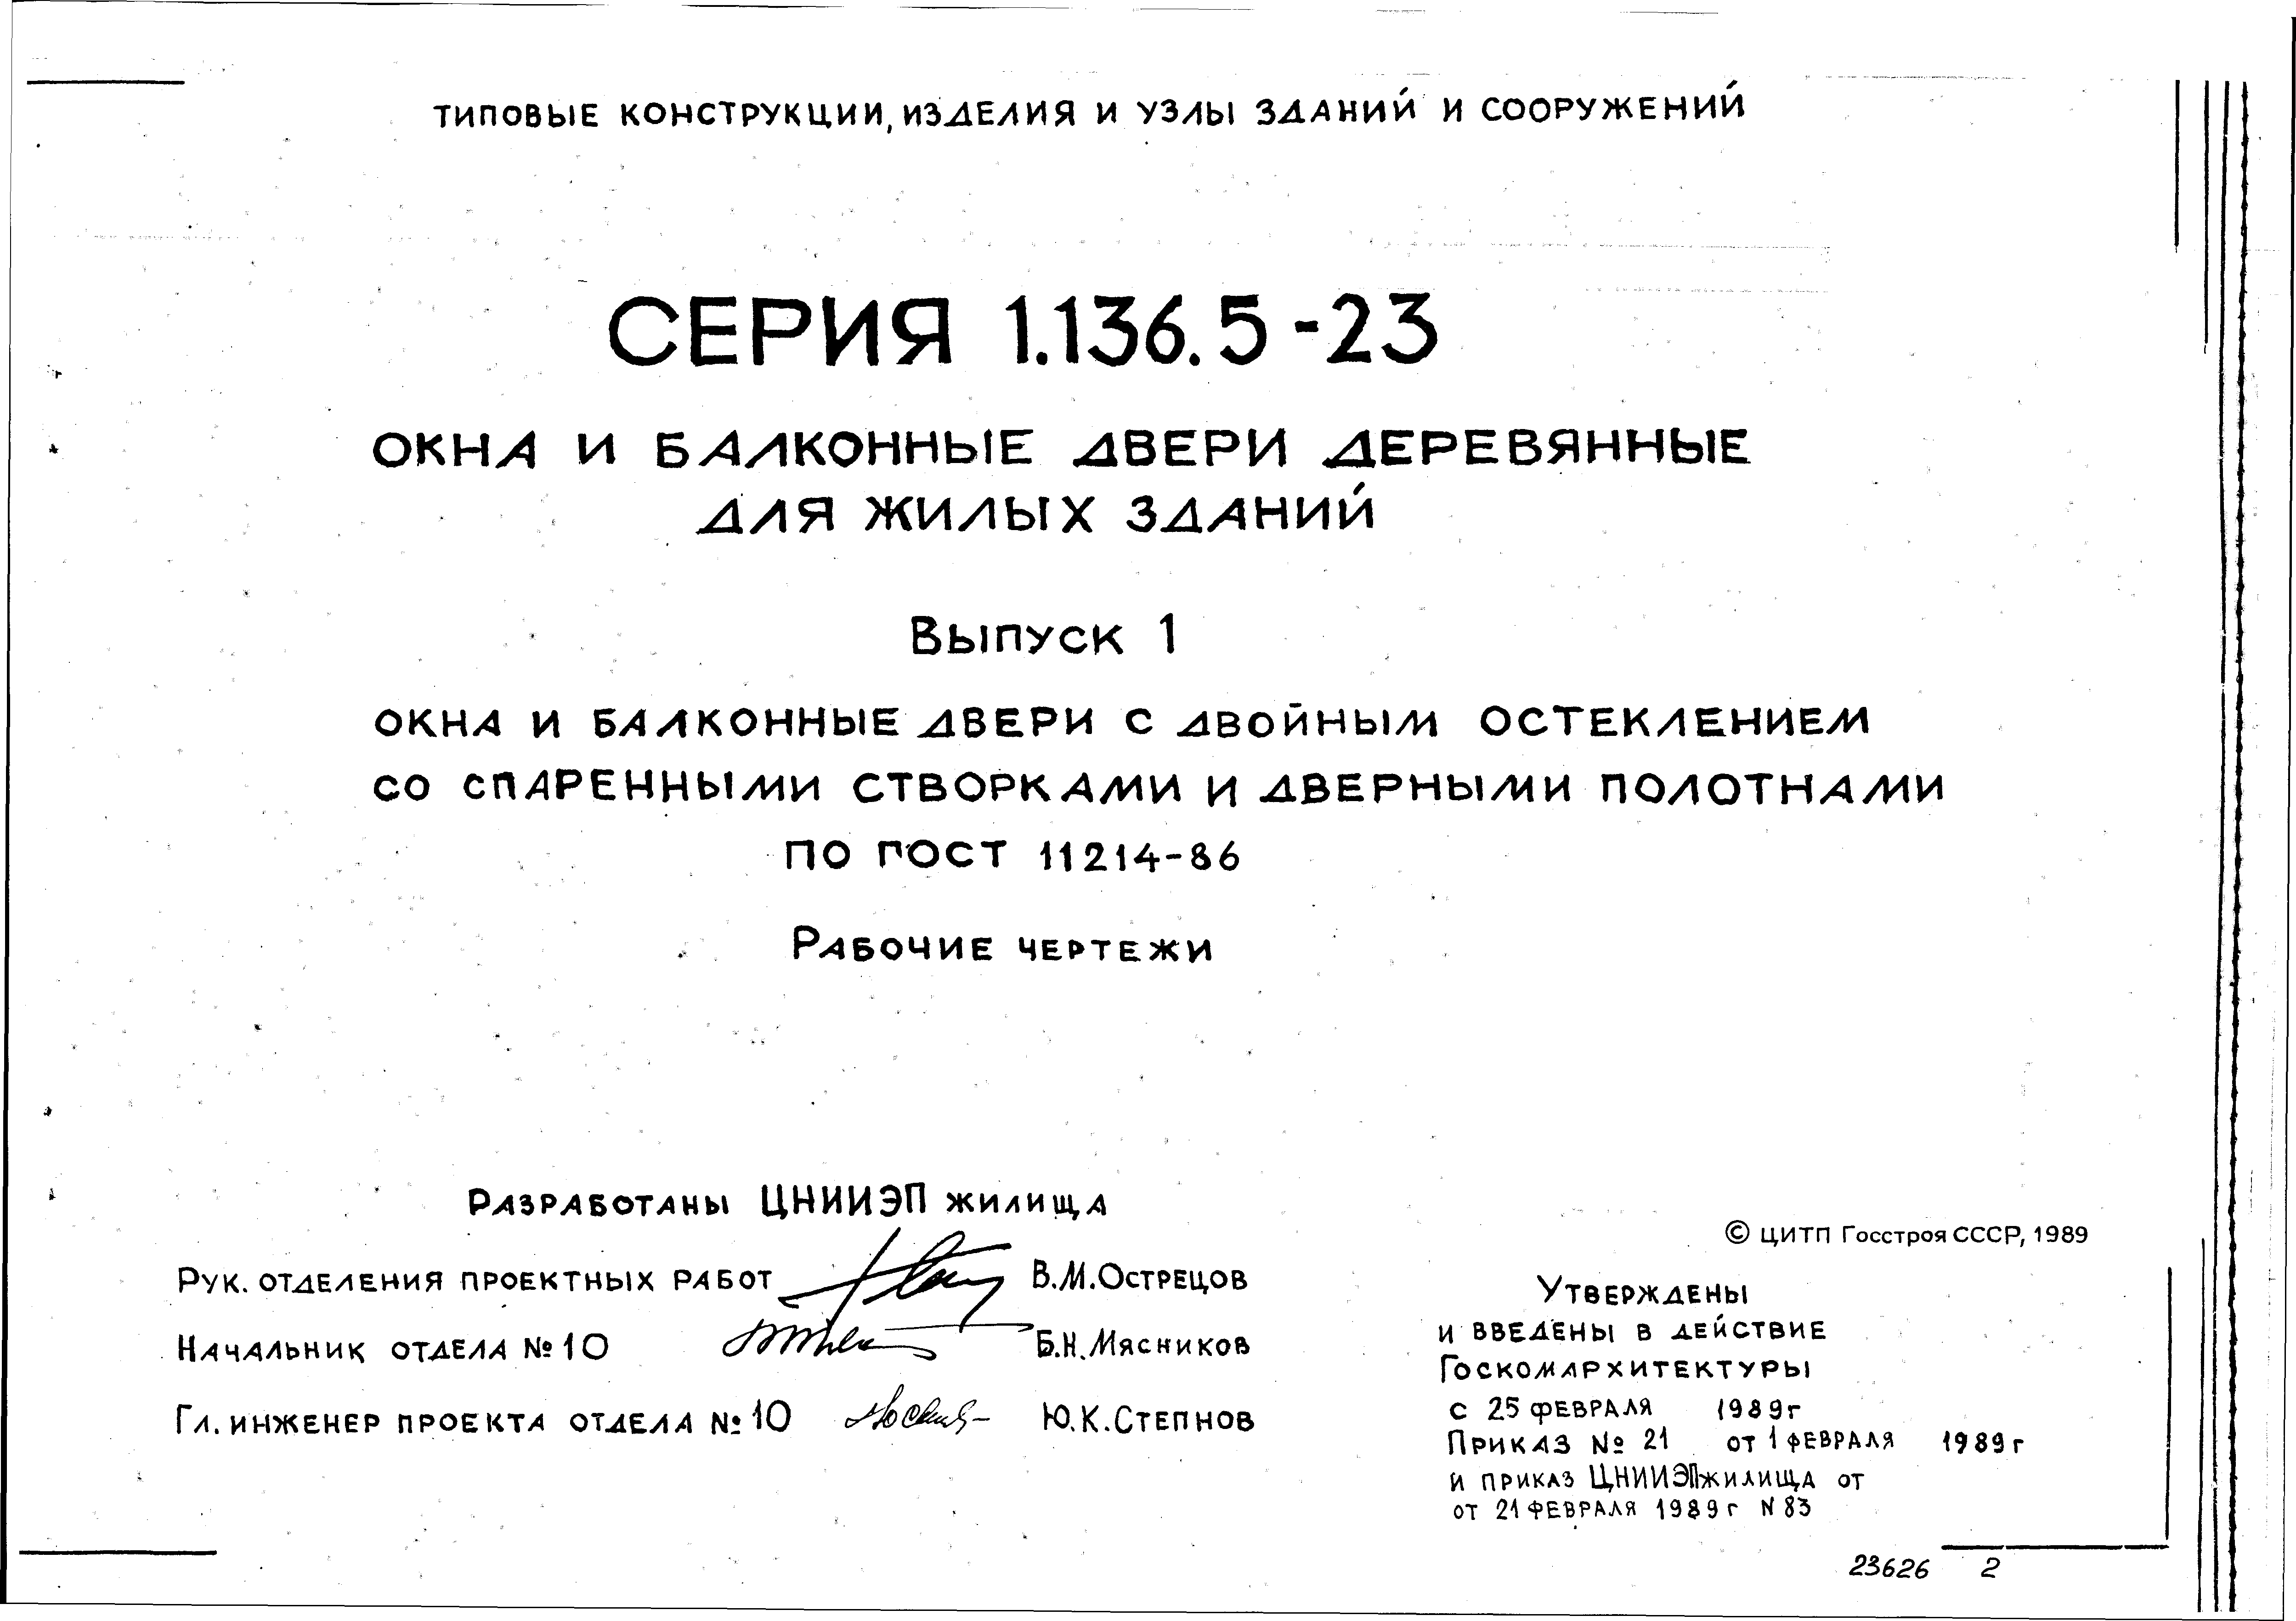 ТИПОВЫЕ КОНСТРУКЦИИ, ИЗДЕЛИЯ И УЗЛЫ ЗДАНИЙ И СООРУЖЕНИЙ
СЕРИЯ 1.136.5-23
ОКНА И БАЛКОННЫЕ ДВЕРИ ДЕРЕВЯННЫЕ
ДЛЯ ЖИЛЫХ ЗДАНИЙ
Выпуск 1
ОКНА И БАЛКОННЫЕ ДВЕРИ С ДВОЙНЫМ ОСТЕКЛЕНИЕМ
СО СПАРЕННЫМИ СТВОРКАМИ И ДВЕРНЫМИ ПОЛОТНАМИ
ПО ГОСТ 11214-86
РАБОЧИЕ ЧЕРТЕЖИ
РАЗРАБОТАНЫ ЦНИИЭП ЖИЛИЩА
РУК. ОТДЕЛЕНИЯ ПРОЕКТНЫХ РАБОТ В.М.ОСТРЕЦОВ
НАЧАЛЬНИК ОТДЕЛА №10 Б.Н.МЯСНИКОВ
ГЛ. ИНЖЕНЕР ПРОЕКТА ОТДЕЛА №10 Ю.К.СТЕПНОВ
© ЦИТП Госстроя СССР, 1989
УТВЕРЖДЕНЫ
И ВВЕДЕНЫ В ДЕЙСТВИЕ
ГОСКОМАРХИТЕКТУРЫ
С 25 ФЕВРАЛЯ 1989г
ПРИКАЗ № 21 ОТ 1 ФЕВРАЛЯ 1989г
И ПРИКАЗ ЦНИИЭПЖИЛИЩА ОТ
ОТ 21 ФЕВРАЛЯ 1989г N 83
23626 2